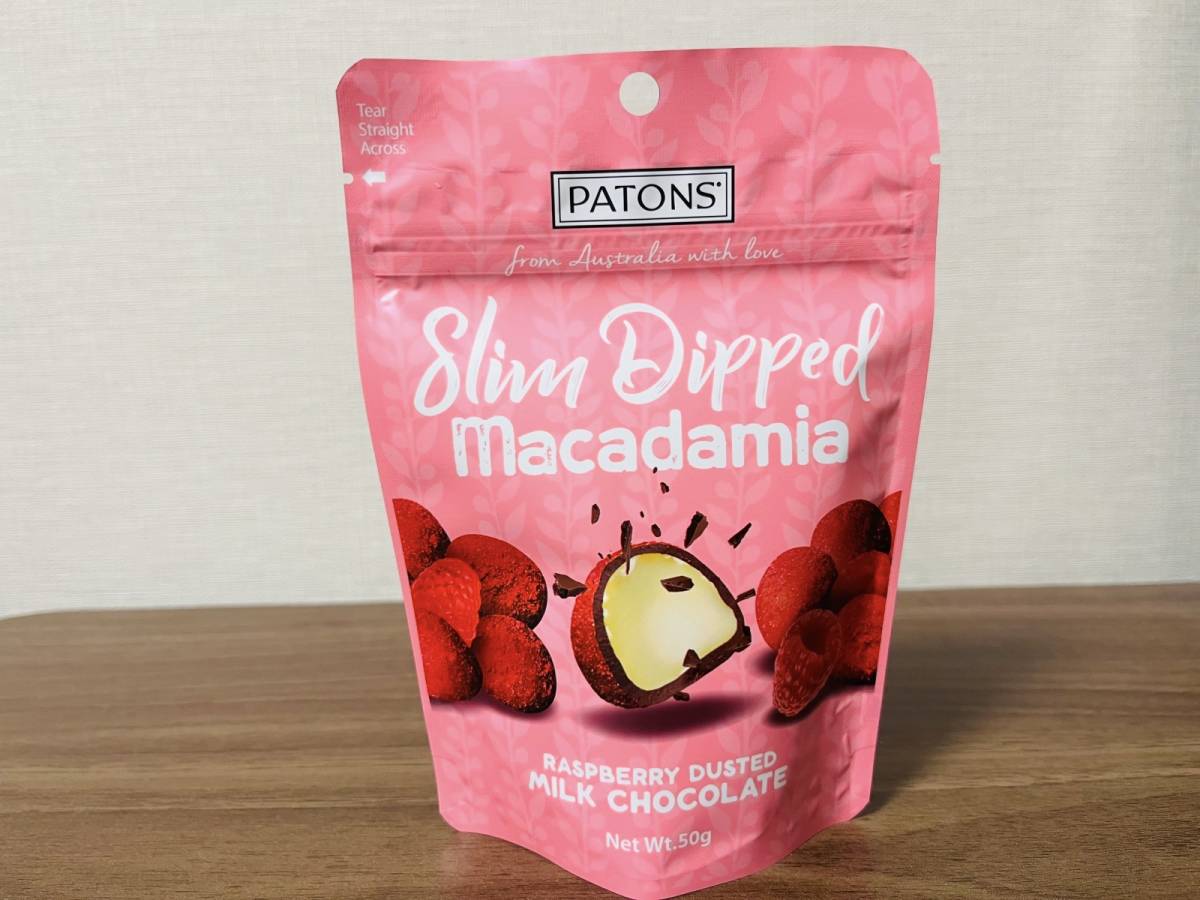 Tear
Straight
Across
PATONS
from Australia with love
Slim Dipped
Macadamia
RASPBERRY DUSTED
MILK CHOCOLATE
Net Wt.50g